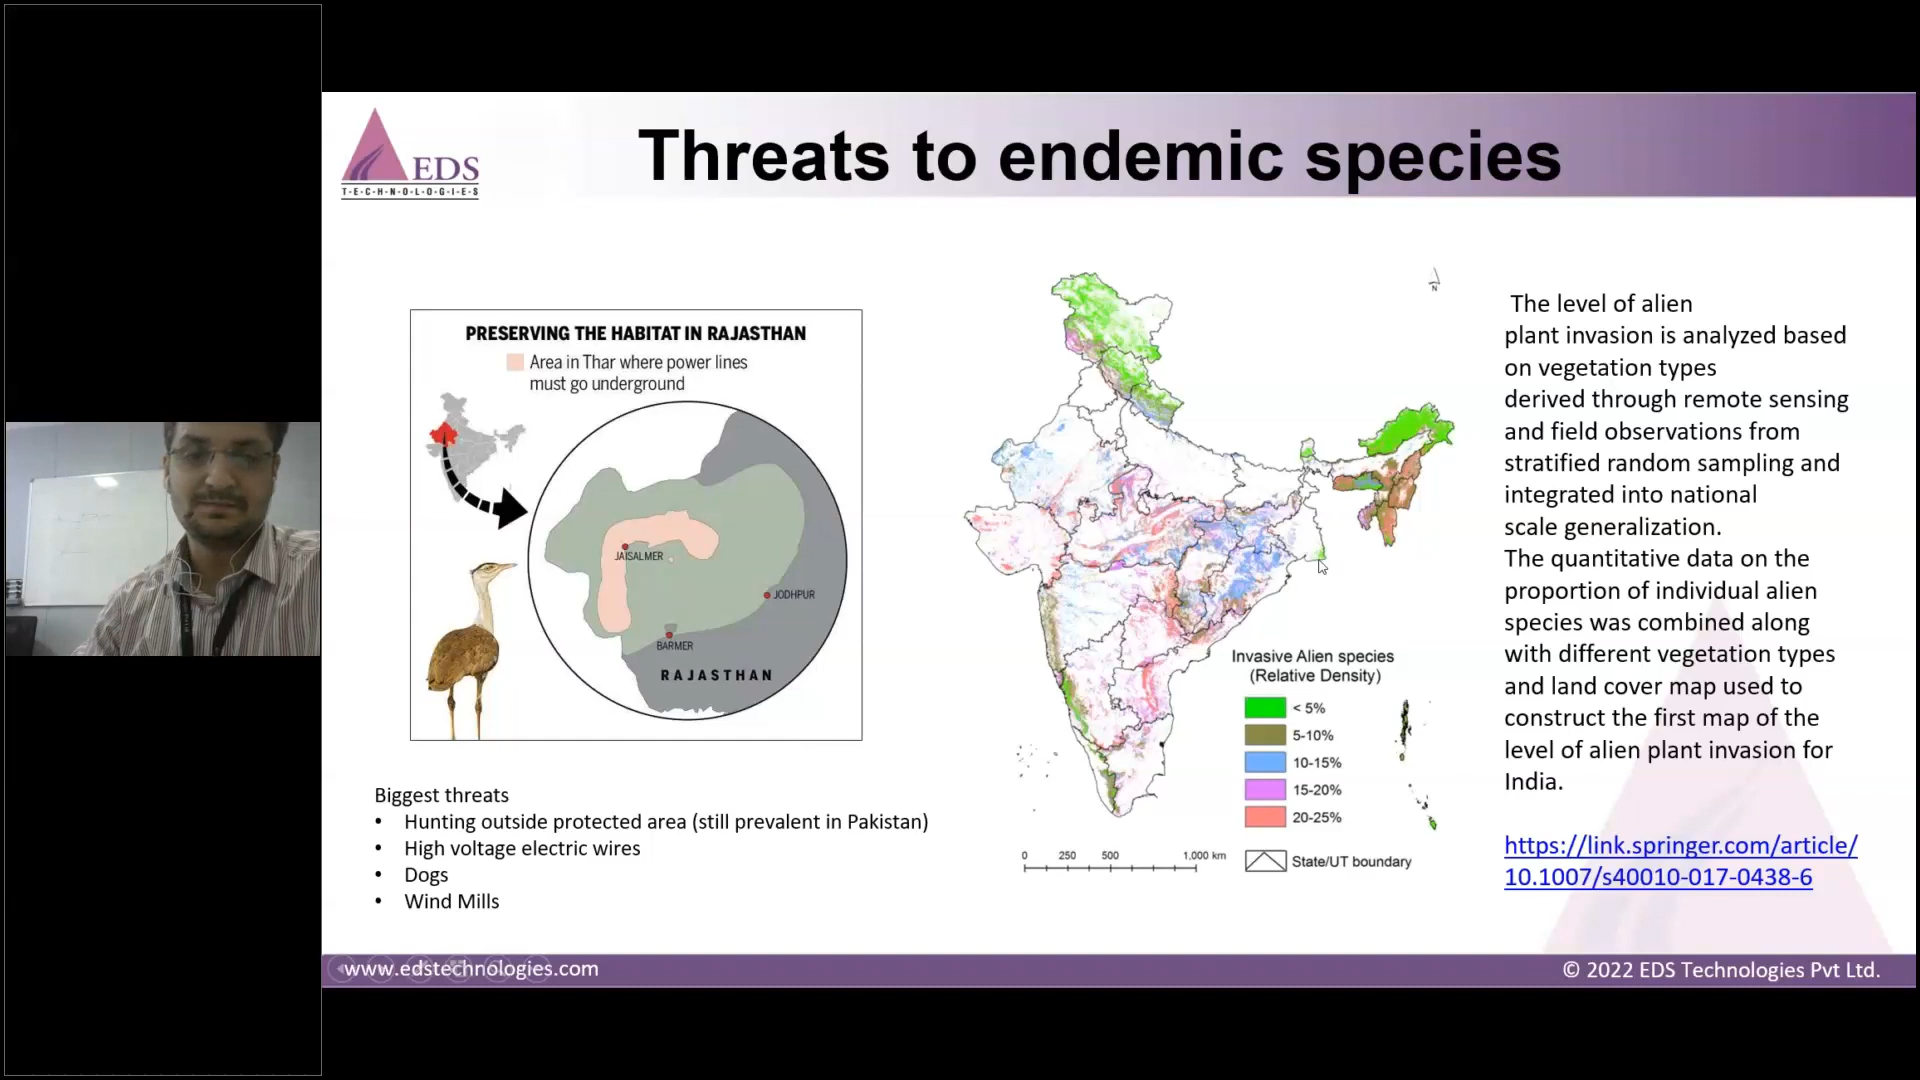 EDS
T·E·C·H·N·O·L·O·G·I·E·S
Threats to endemic species
PRESERVING THE HABITAT IN RAJASTHAN
Area in Thar where power lines
must go underground
JAISALMER
JODHPUR
BARMER
RAJASTHAN
Biggest threats
• Hunting outside protected area (still prevalent in Pakistan)
• High voltage electric wires
• Dogs
• Wind Mills
N
Invasive Alien species
(Relative Density)
< 5%
5-10%
10-15%
15-20%
20-25%
State/UT boundary
0 250 500 1,000 km
The level of alien
plant invasion is analyzed based
on vegetation types
derived through remote sensing
and field observations from
stratified random sampling and
integrated into national
scale generalization.
The quantitative data on the
proportion of individual alien
species was combined along
with different vegetation types
and land cover map used to
construct the first map of the
level of alien plant invasion for
India.
https://link.springer.com/article/
10.1007/s40010-017-0438-6
www.edstechnologies.com
© 2022 EDS Technologies Pvt Ltd.